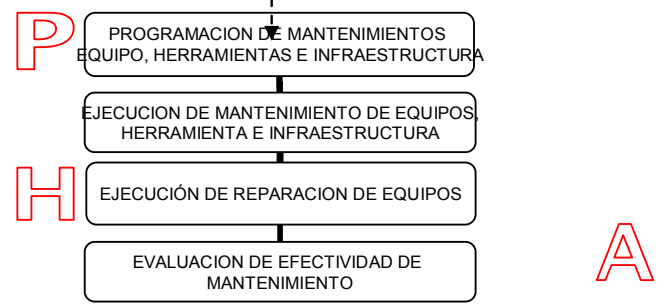 P
PROGRAMACION DE MANTENIMIENTOS
EQUIPO, HERRAMIENTAS E INFRAESTRUCTURA
EJECUCION DE MANTENIMIENTO DE EQUIPOS,
HERRAMIENTA E INFRAESTRUCTURA
H
EJECUCIÓN DE REPARACION DE EQUIPOS
A
EVALUACION DE EFECTIVIDAD DE
MANTENIMIENTO